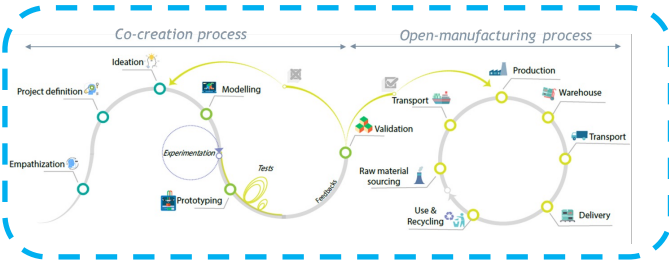 Co-creation process
Open-manufacturing process
Ideation
Production
Project definition
Modelling
Warehouse
Transport
Validation
Transport
Experimentation
Empathization
Tests
Raw material
sourcing
Feedbacks
Prototyping
Use &
Recycling
Delivery